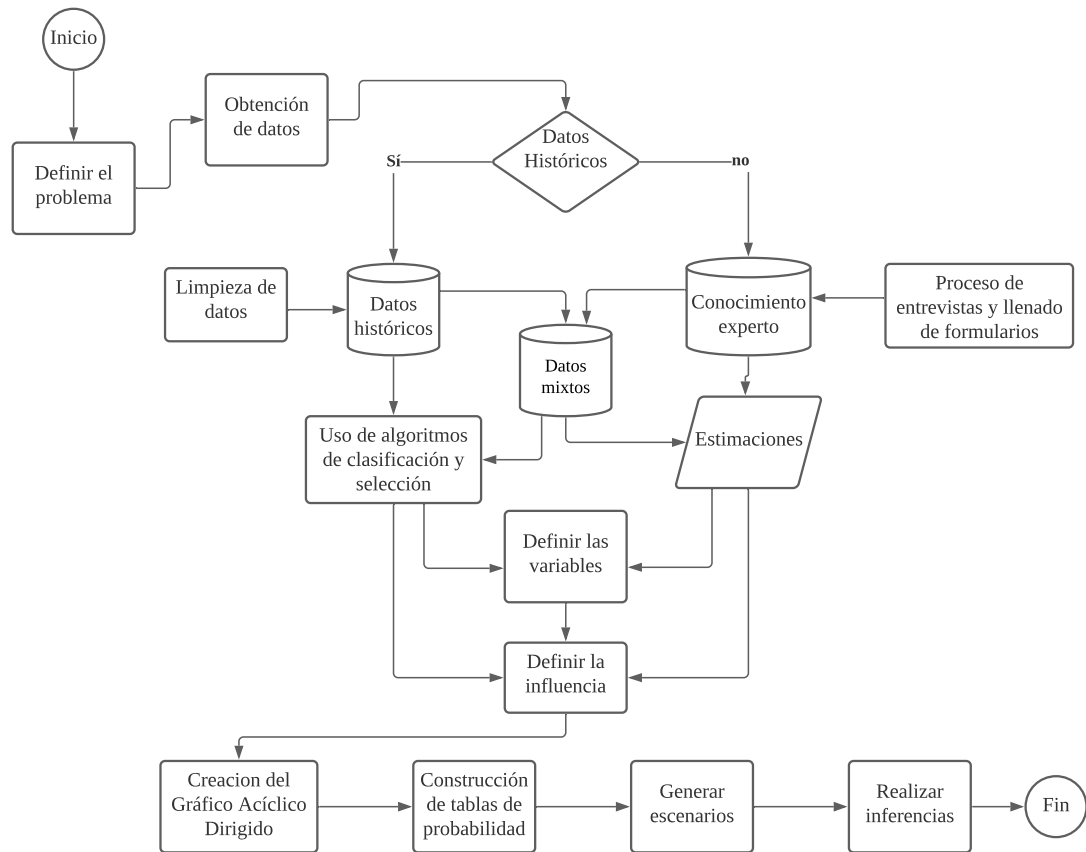 Inicio
Obtención
de datos
Definir el
problema
Datos
Históricos
Sí
no
Limpieza de
datos
Datos
históricos
Conocimiento
experto
Proceso de
entrevistas y llenado
de formularios
Datos
mixtos
Uso de algoritmos
de clasificación y
selección
Estimaciones
Definir las
variables
Definir la
influencia
Creacion del
Gráfico Acíclico
Dirigido
Construcción
de tablas de
probabilidad
Generar
escenarios
Realizar
inferencias
Fin